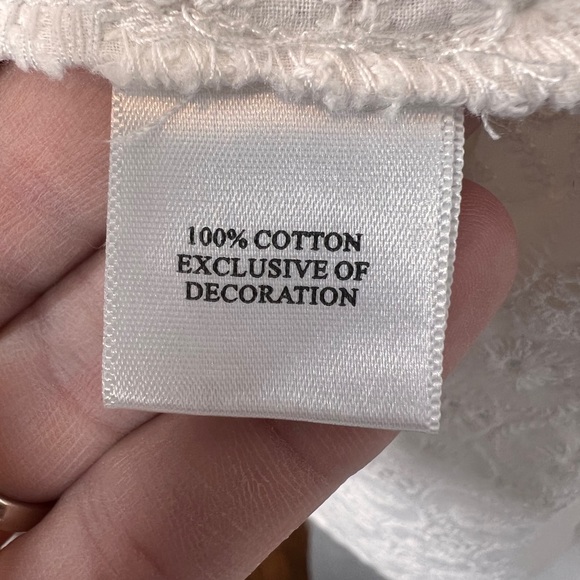 100% COTTON
EXCLUSIVE OF
DECORATION